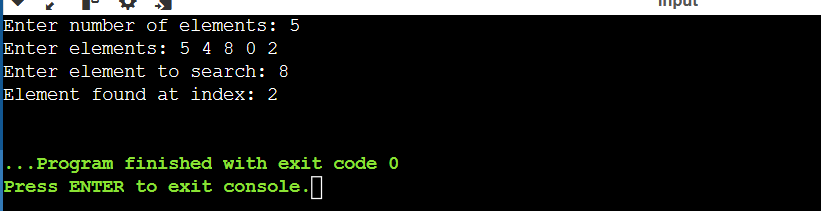 input
Enter number of elements: 5
Enter elements: 5 4 8 0 2
Enter element to search: 8
Element found at index: 2
...Program finished with exit code 0
Press ENTER to exit console.